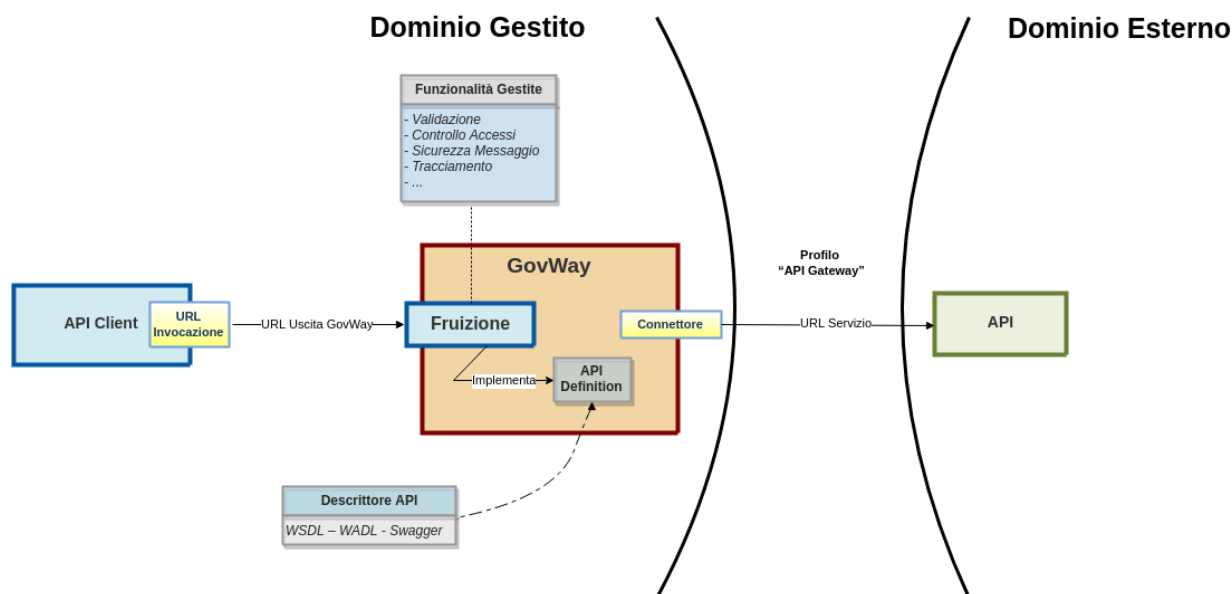 Dominio Gestito
Dominio Esterno
Funzionalità Gestite
- Validazione
- Controllo Accessi
- Sicurezza Messaggio
- Tracciamento
- ...
GovWay
Profilo
“API Gateway”
API Client
URL
Invocazione
URL Uscita GovWay
Fruizione
Connettore
URL Servizio
API
Implementa
API
Definition
Descrittore API
WSDL – WADL - Swagger